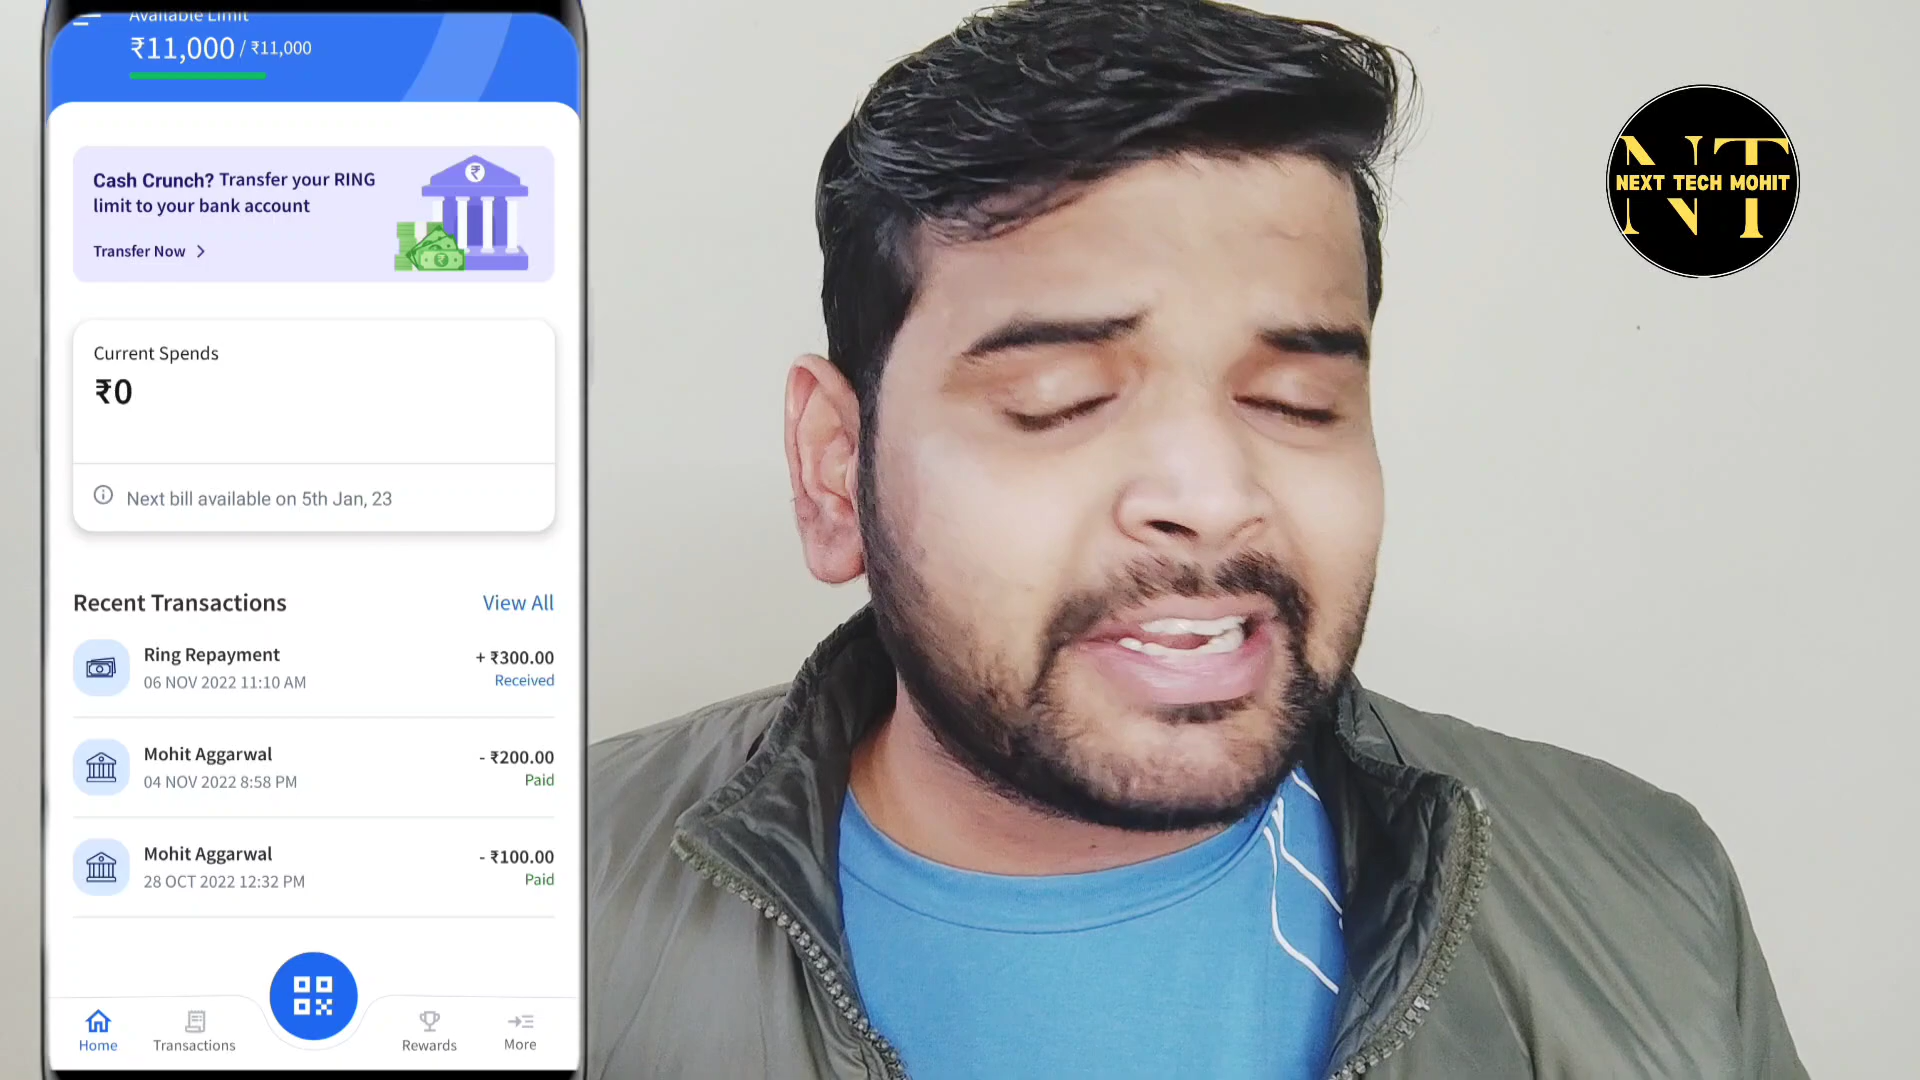 Available Limit
₹11,000 / ₹11,000
Cash Crunch? Transfer your RING
limit to your bank account
Transfer Now
Current Spends
₹0
Next bill available on 5th Jan, 23
Recent Transactions
View All
Ring Repayment
+ ₹300.00
06 NOV 2022 11:10 AM
Received
Mohit Aggarwal
- ₹200.00
04 NOV 2022 8:58 PM
Paid
Mohit Aggarwal
- ₹100.00
28 OCT 2022 12:32 PM
Paid
Home
Transactions
Rewards
More
NT
NEXT TECH MOHIT